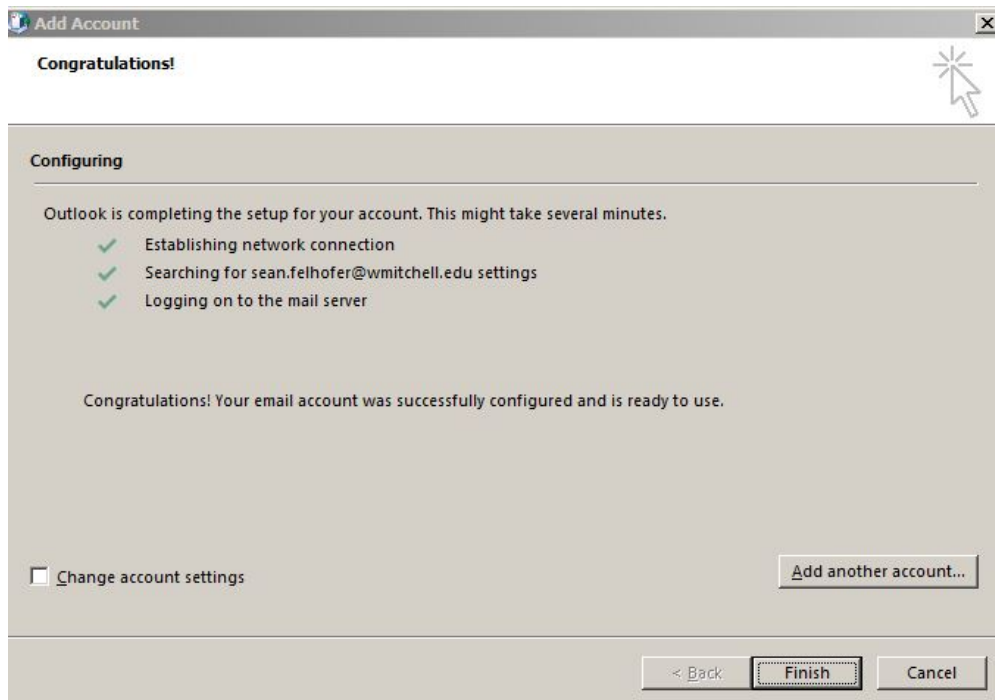 Add Account
Congratulations!
Configuring
Outlook is completing the setup for your account. This might take several minutes.
Establishing network connection
Searching for sean.felhofer@wmitchell.edu settings
Logging on to the mail server
Congratulations! Your email account was successfully configured and is ready to use.
Change account settings
Add another account...
< Back
Finish
Cancel